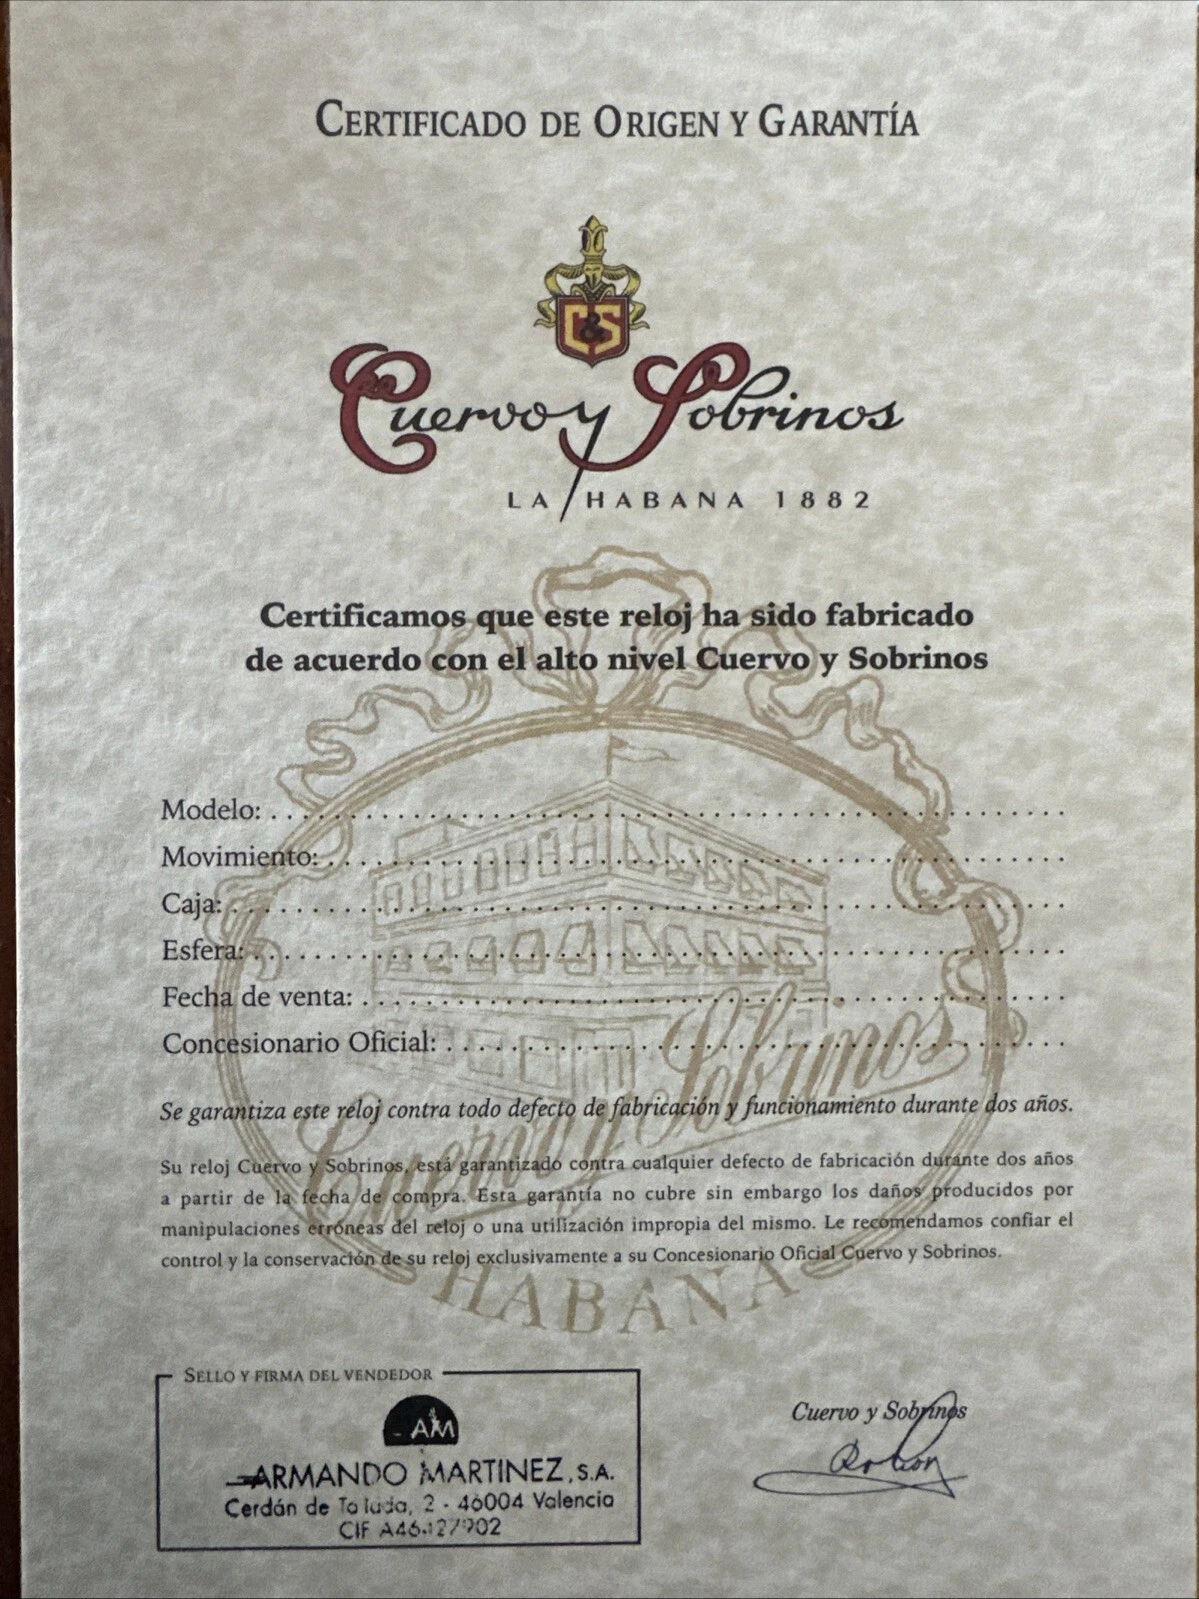 CERTIFICADO DE ORIGEN Y GARANTÍA
C&S
Cuervo y Sobrinos
LA HABANA 1882
Certificamos que este reloj ha sido fabricado
de acuerdo con el alto nivel Cuervo y Sobrinos
Modelo:
Movimiento:
Caja:
Esfera:
Fecha de venta:
Concesionario Oficial:
Cuervo y Sobrinos
Se garantiza este reloj contra todo defecto de fabricación y funcionamiento durante dos años.
Su reloj Cuervo y Sobrinos, está garantizado contra cualquier defecto de fabricación durante dos años
a partir de la fecha de compra. Esta garantía no cubre sin embargo los daños producidos por
manipulaciones erróneas del reloj o una utilización impropia del mismo. Le recomendamos confiar el
control y la conservación de su reloj exclusivamente a su Concesionario Oficial Cuervo y Sobrinos.
HABANA
SELLO Y FIRMA DEL VENDEDOR
AM
ARMANDO MARTINEZ, S.A.
Cerdán de 2 - 46004 Valencia
CIF
Cuervo y Sobrinos